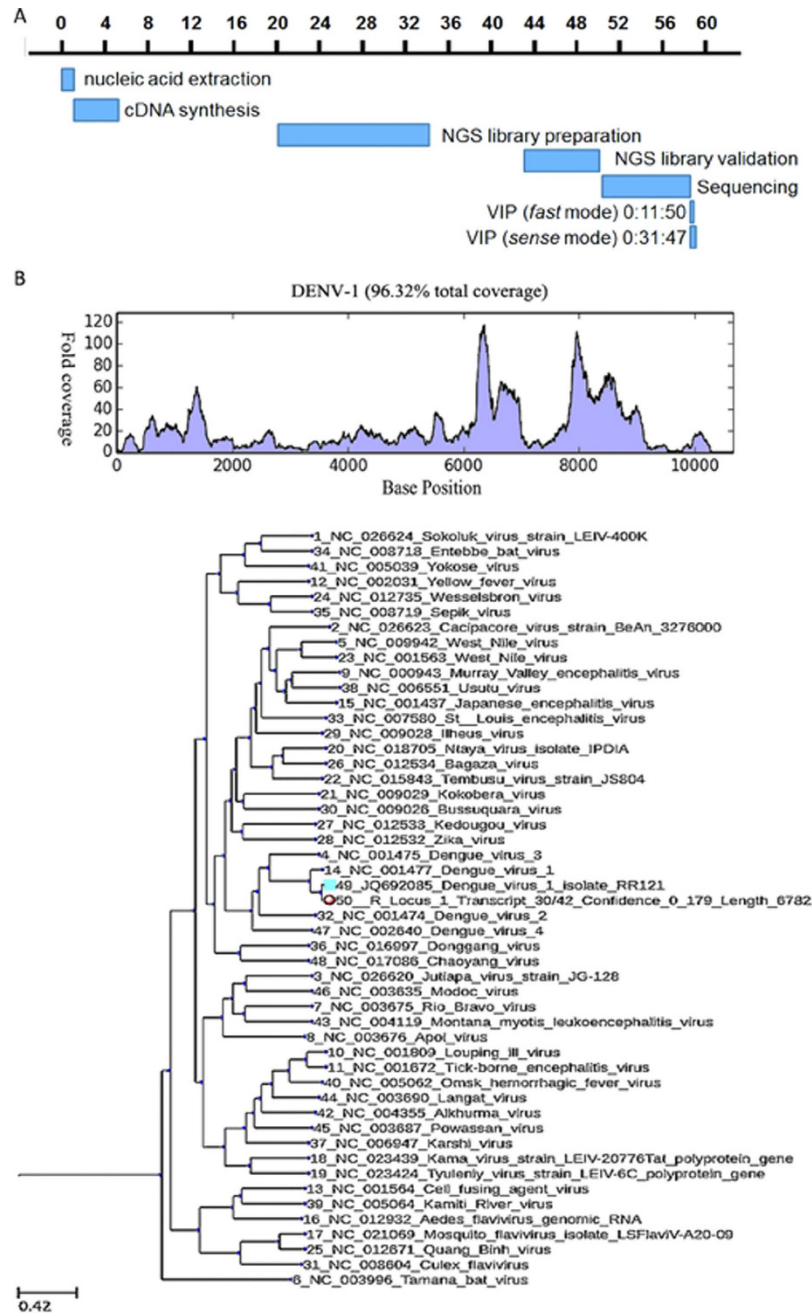 A
0 4 8 12 16 20 24 28 32 36 40 44 48 52 56 60
nucleic acid extraction
cDNA synthesis
NGS library preparation
NGS library validation
Sequencing
VIP (fast mode) 0:11:50
VIP (sense mode) 0:31:47
B
DENV-1 (96.32% total coverage)
Fold coverage
120
100
80
60
40
20
0
0 2000 4000 6000 8000 10000
Base Position
1_NC_026624_Sokoluk_virus_strain_LEIV-400K
34_NC_008718_Entebbe_bat_virus
41_NC_005039_Yokose_virus
12_NC_002031_Yellow_fever_virus
24_NC_012735_Wesselsbron_virus
35_NC_008719_Sepik_virus
2_NC_026623_Cacipacore_virus_strain_BeAn_3276000
5_NC_009942_West_Nile_virus
23_NC_001563_West_Nile_virus
9_NC_000943_Murray_Valley_encephalitis_virus
38_NC_006551_Usutu_virus
15_NC_001437_Japanese_encephalitis_virus
33_NC_007580_St__Louis_encephalitis_virus
29_NC_009028_Ilheus_virus
20_NC_018705_Ntaya_virus_isolate_IPDIA
26_NC_012534_Bagaza_virus
22_NC_015843_Tembusu_virus_strain_JS804
21_NC_009029_Kokobera_virus
30_NC_009026_Bussuquara_virus
27_NC_012533_Kedougou_virus
28_NC_012532_Zika_virus
4_NC_001475_Dengue_virus_3
14_NC_001477_Dengue_virus_1
49_JQ692085_Dengue_virus_1_isolate_RR121
50__R_Locus_1_Transcript_30/42_Confidence_0_179_Length_6782
32_NC_001474_Dengue_virus_2
47_NC_002640_Dengue_virus_4
36_NC_016997_Donggang_virus
48_NC_017086_Chaoyang_virus
3_NC_026620_Jutiapa_virus_strain_JG-128
46_NC_003635_Modoc_virus
7_NC_003675_Rio_Bravo_virus
43_NC_004119_Montana_myotis_leukoencephalitis_virus
8_NC_003676_Apoi_virus
10_NC_001809_Louping_ill_virus
11_NC_001672_Tick-borne_encephalitis_virus
40_NC_005062_Omsk_hemorrhagic_fever_virus
44_NC_003690_Langat_virus
42_NC_004355_Alkhurma_virus
45_NC_003687_Powassan_virus
37_NC_006947_Karshi_virus
18_NC_023439_Kama_virus_strain_LEIV-20776Tat_polyprotein_gene
19_NC_023424_Tyuleniy_virus_strain_LEIV-6C_polyprotein_gene
13_NC_001564_Cell_fusing_agent_virus
39_NC_005064_Kamiti_River_virus
16_NC_012932_Aedes_flavivirus_genomic_RNA
17_NC_021069_Mosquito_flavivirus_isolate_LSFlaviV-A20-09
25_NC_012671_Quang_Binh_virus
31_NC_008604_Culex_flavivirus
6_NC_003996_Tamana_bat_virus
0.42